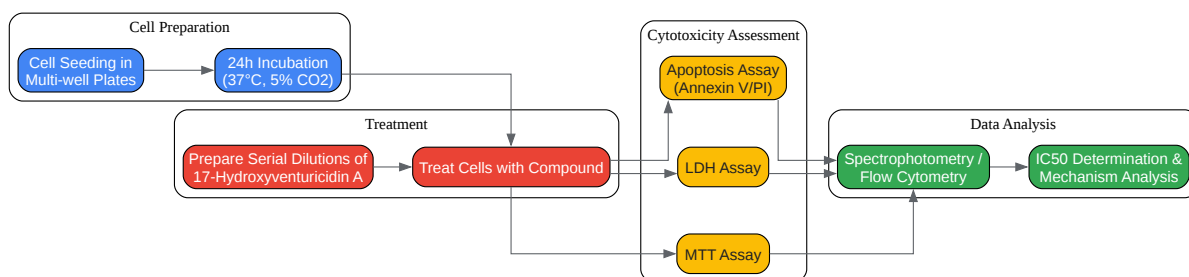 Cell Preparation
Cell Seeding in
Multi-well Plates
24h Incubation
(37°C, 5% CO2)
Treatment
Prepare Serial Dilutions of
17-Hydroxyventuricidin A
Treat Cells with Compound
Cytotoxicity Assessment
Apoptosis Assay
(Annexin V/PI)
LDH Assay
MTT Assay
Data Analysis
Spectrophotometry /
Flow Cytometry
IC50 Determination &
Mechanism Analysis